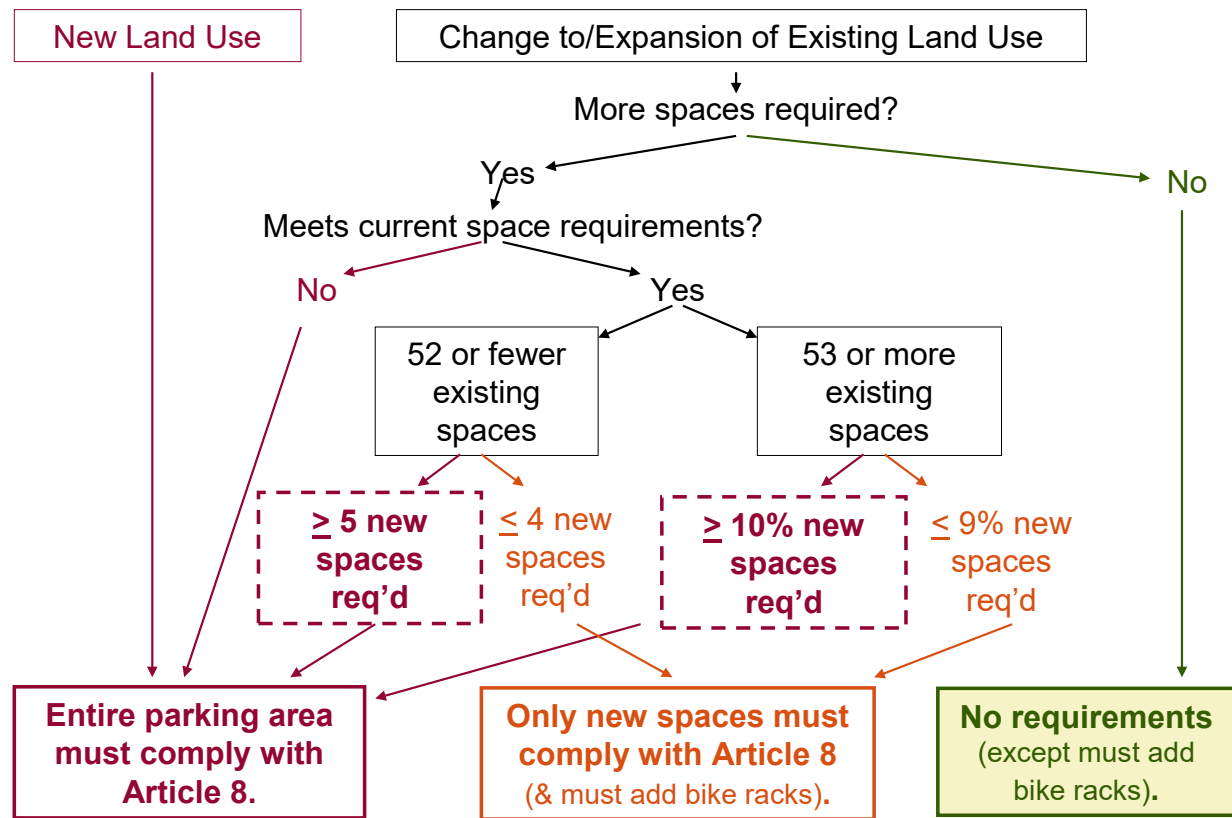 New Land Use
Change to/Expansion of Existing Land Use
More spaces required?
Yes
No
Meets current space requirements?
No
Yes
52 or fewer
existing
spaces
53 or more
existing
spaces
≥ 5 new
spaces
req’d
≤ 4 new
spaces
req’d
≥ 10% new
spaces
req’d
≤ 9% new
spaces
req’d
Entire parking area
must comply with
Article 8.
Only new spaces must
comply with Article 8
(& must add bike racks).
No requirements
(except must add
bike racks).